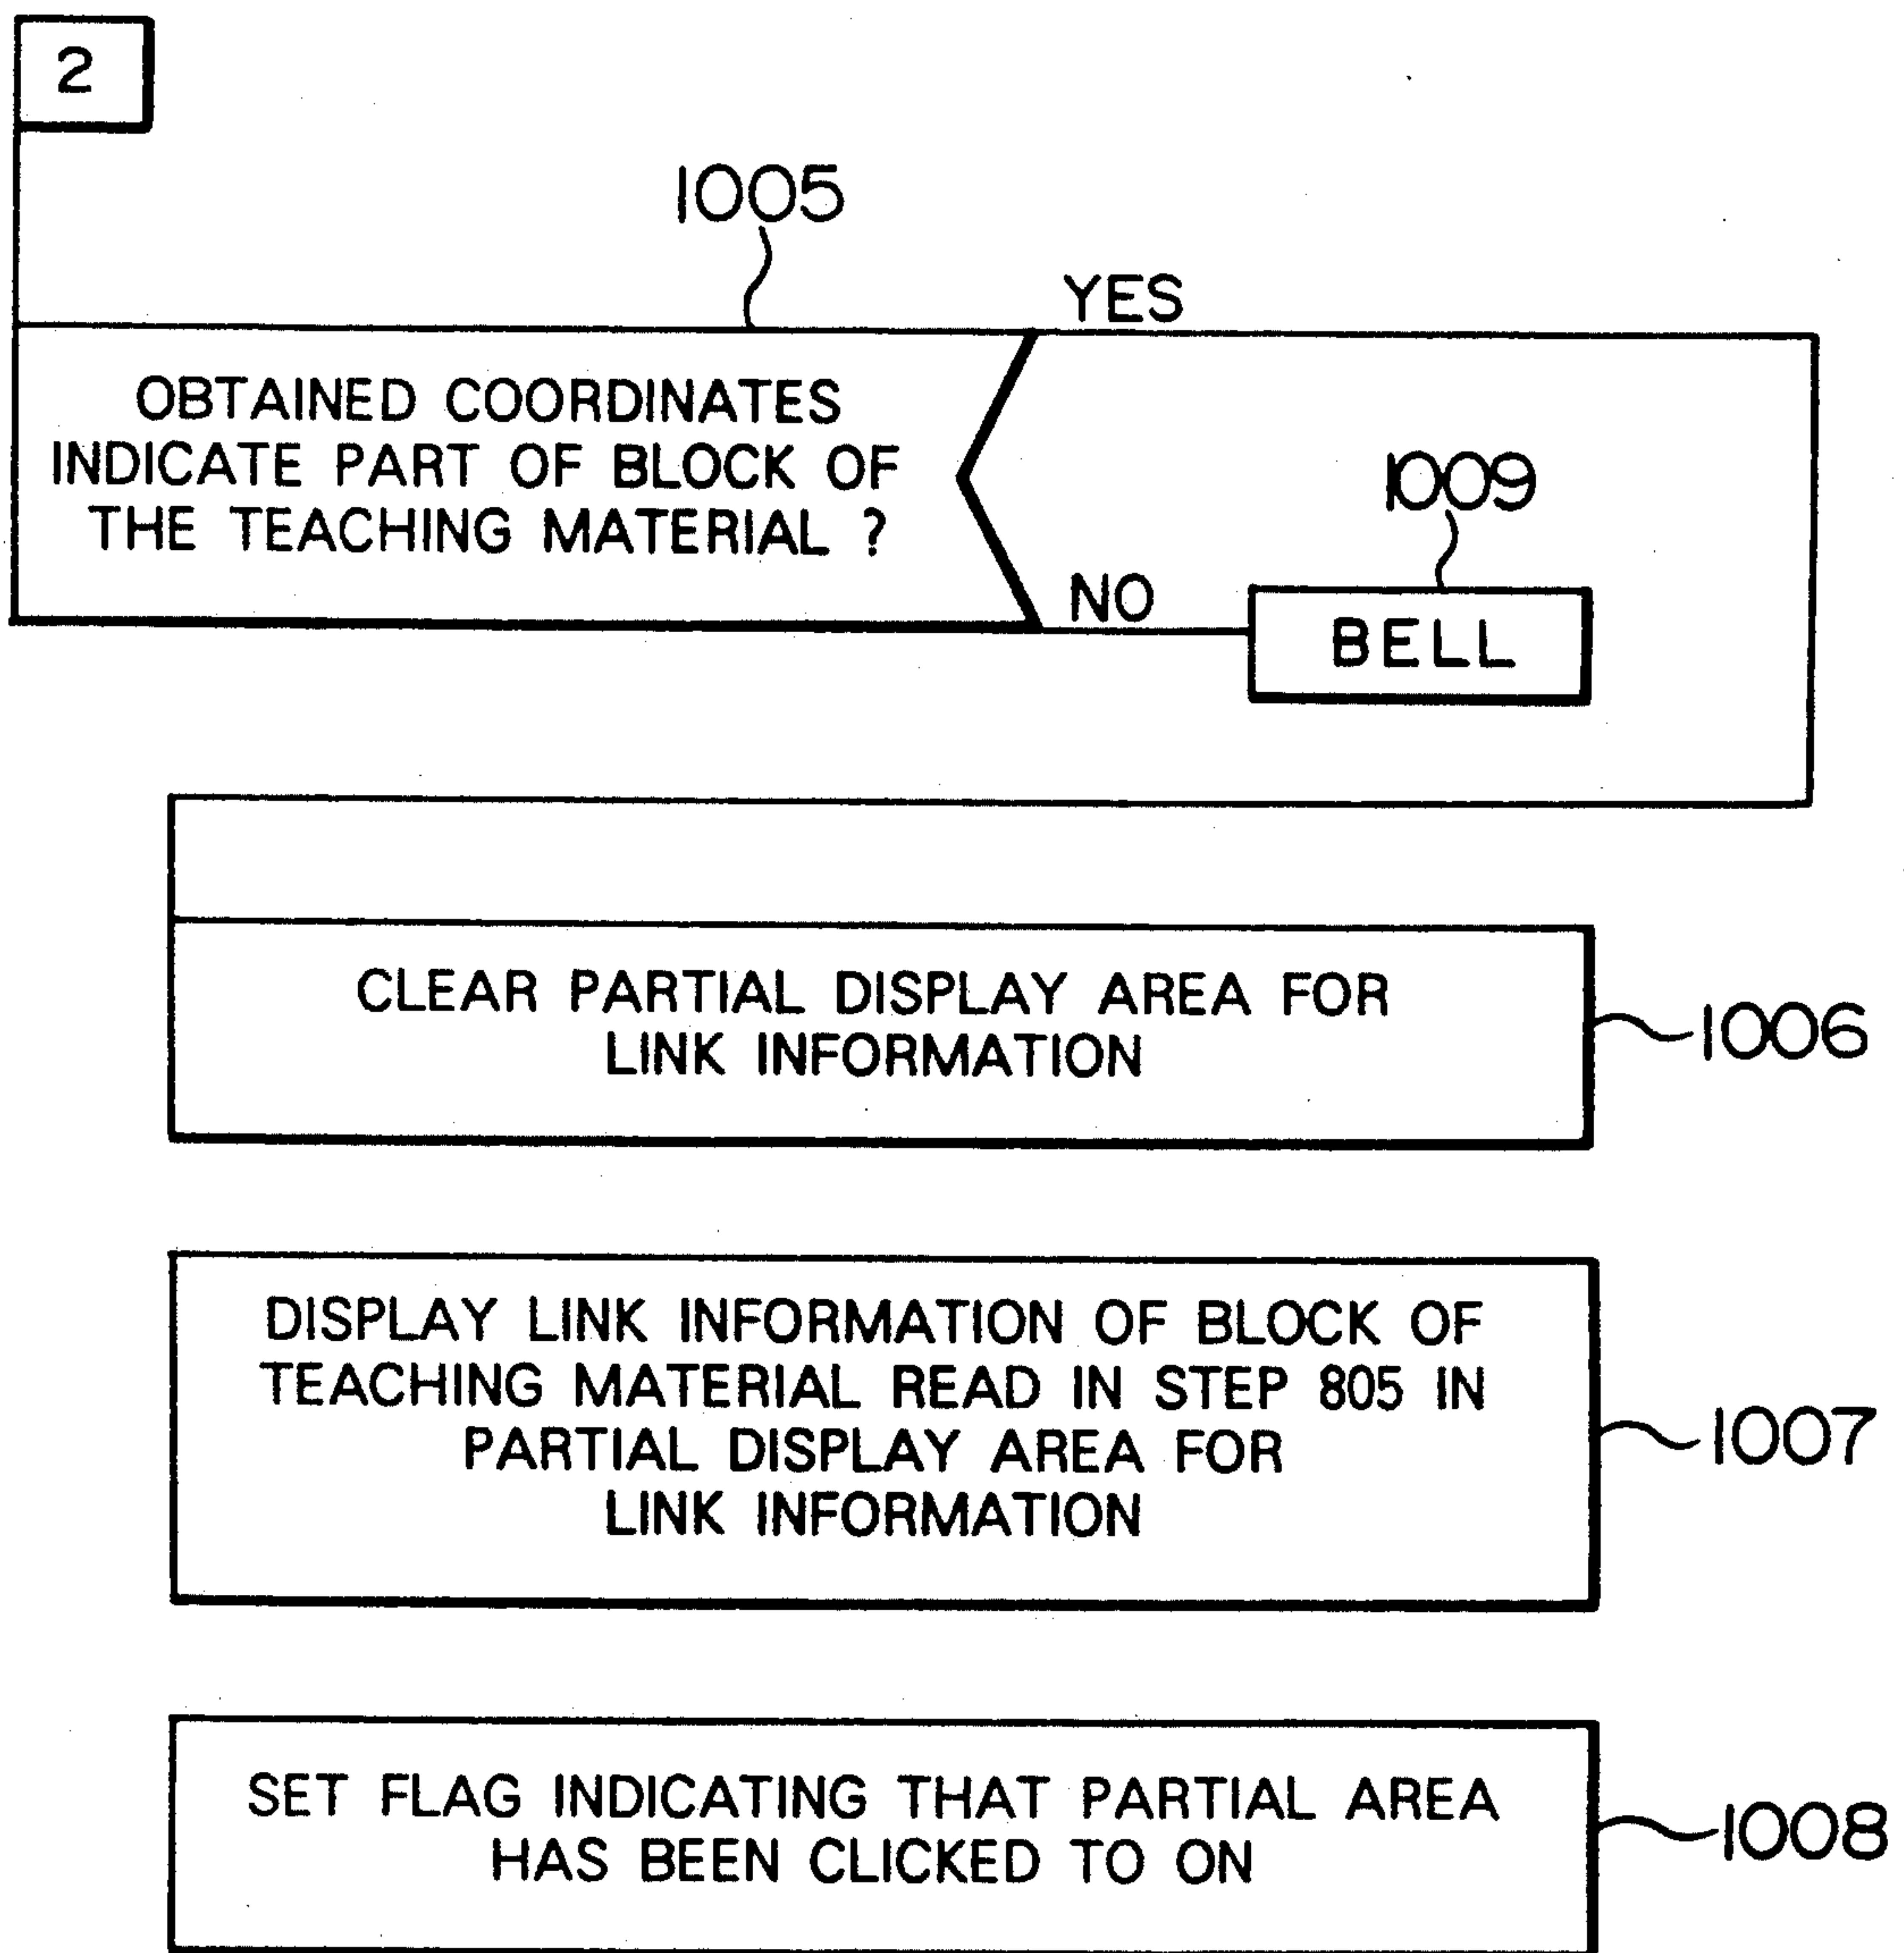 2
1005
YES
OBTAINED COORDINATES
INDICATE PART OF BLOCK OF
THE TEACHING MATERIAL ?
1009
NO
BELL
CLEAR PARTIAL DISPLAY AREA FOR
LINK INFORMATION
1006
DISPLAY LINK INFORMATION OF BLOCK OF
TEACHING MATERIAL READ IN STEP 805 IN
PARTIAL DISPLAY AREA FOR
LINK INFORMATION
1007
SET FLAG INDICATING THAT PARTIAL AREA
HAS BEEN CLICKED TO ON
1008